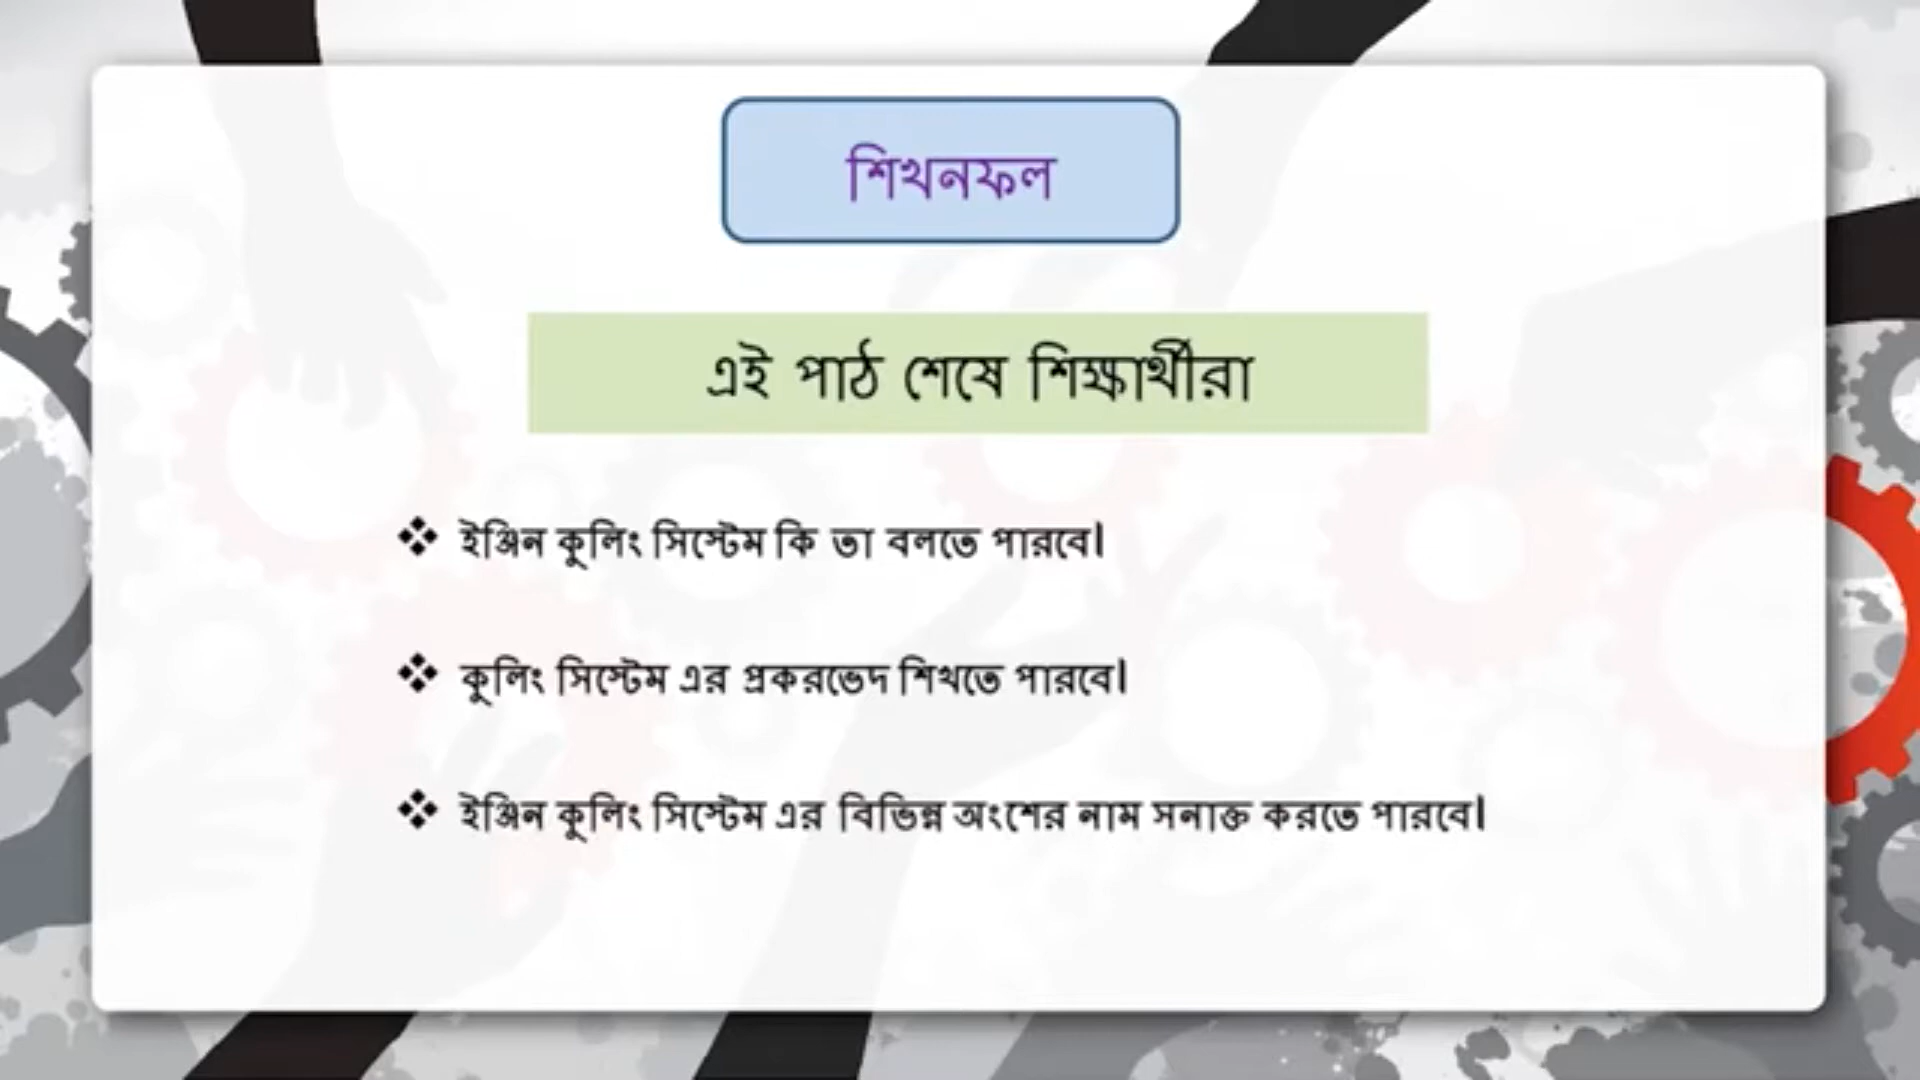 শিখনফল
এই পাঠ শেষে শিক্ষার্থীরা
❖ ইঞ্জিন কুলিং সিস্টেম কি তা বলতে পারবে।
❖ কুলিং সিস্টেম এর প্রকরভেদ শিখতে পারবে।
❖ ইঞ্জিন কুলিং সিস্টেম এর বিভিন্ন অংশের নাম সনাক্ত করতে পারবে।